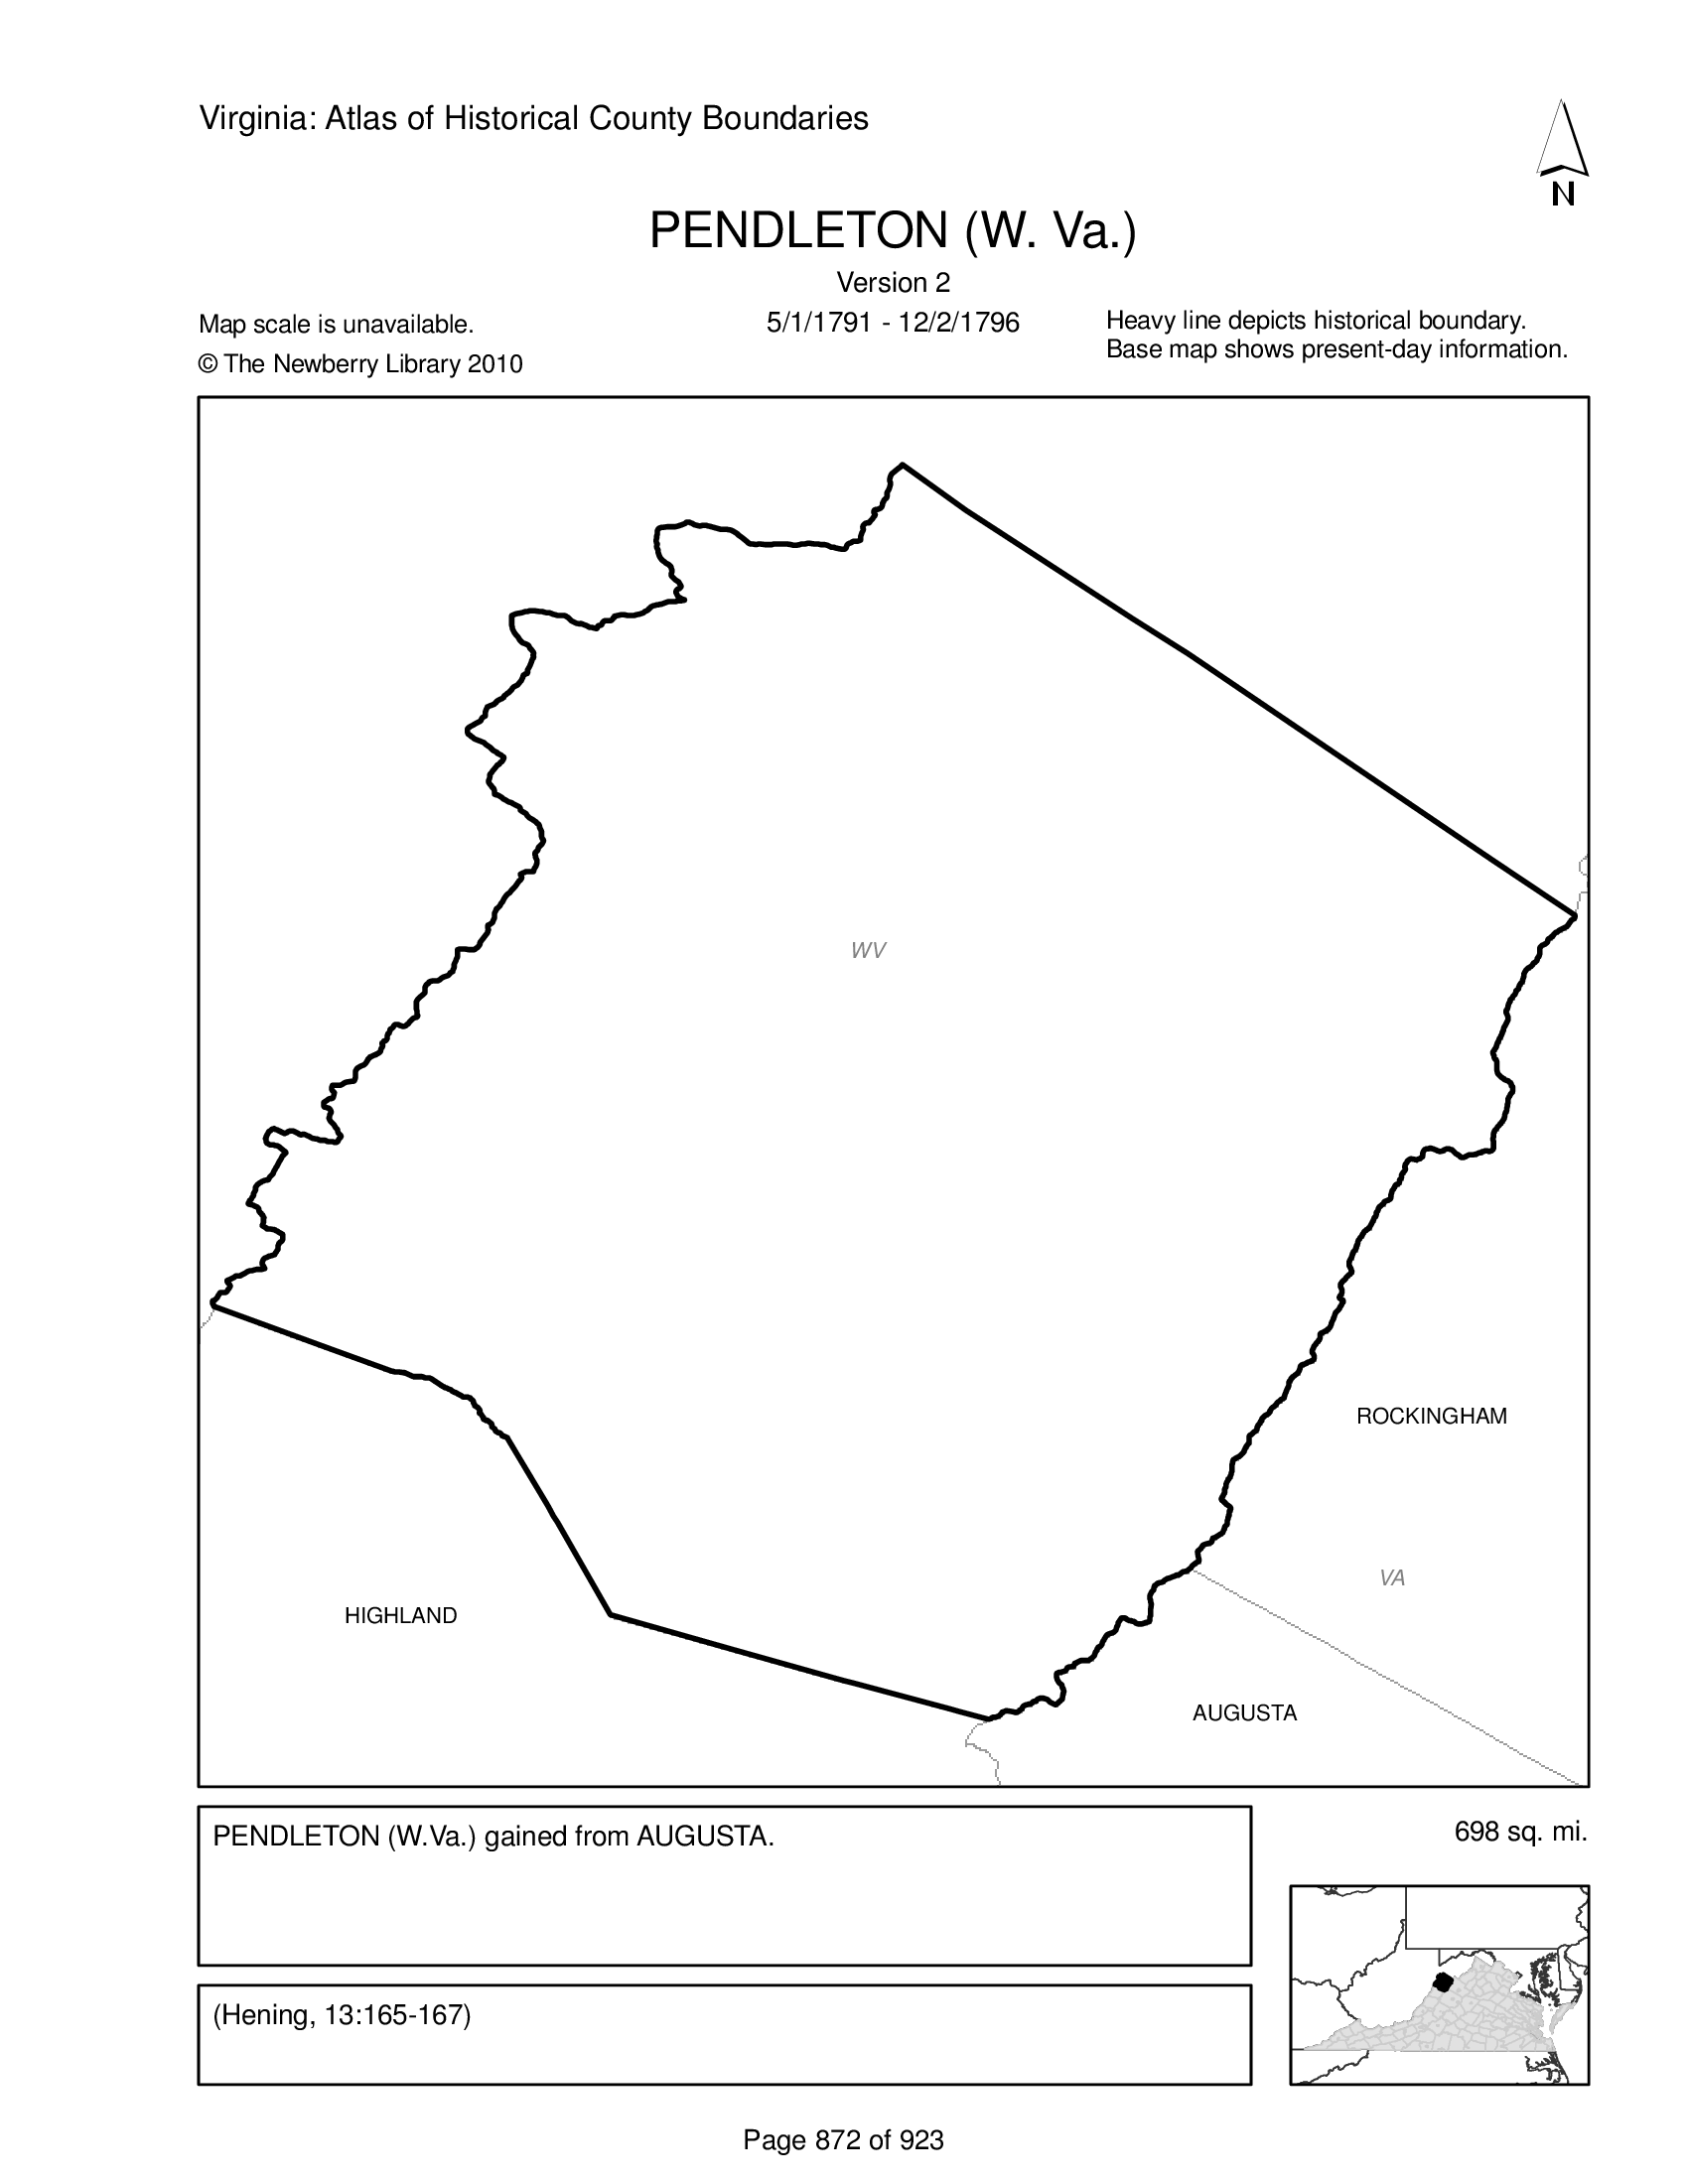 Virginia: Atlas of Historical County Boundaries
N
PENDLETON (W. Va.)
Version 2
Map scale is unavailable.
5/1/1791 - 12/2/1796
Heavy line depicts historical boundary.
Base map shows present-day information.
© The Newberry Library 2010
WV
ROCKINGHAM
VA
HIGHLAND
AUGUSTA
PENDLETON (W.Va.) gained from AUGUSTA.
698 sq. mi.
(Hening, 13:165-167)
Page 872 of 923